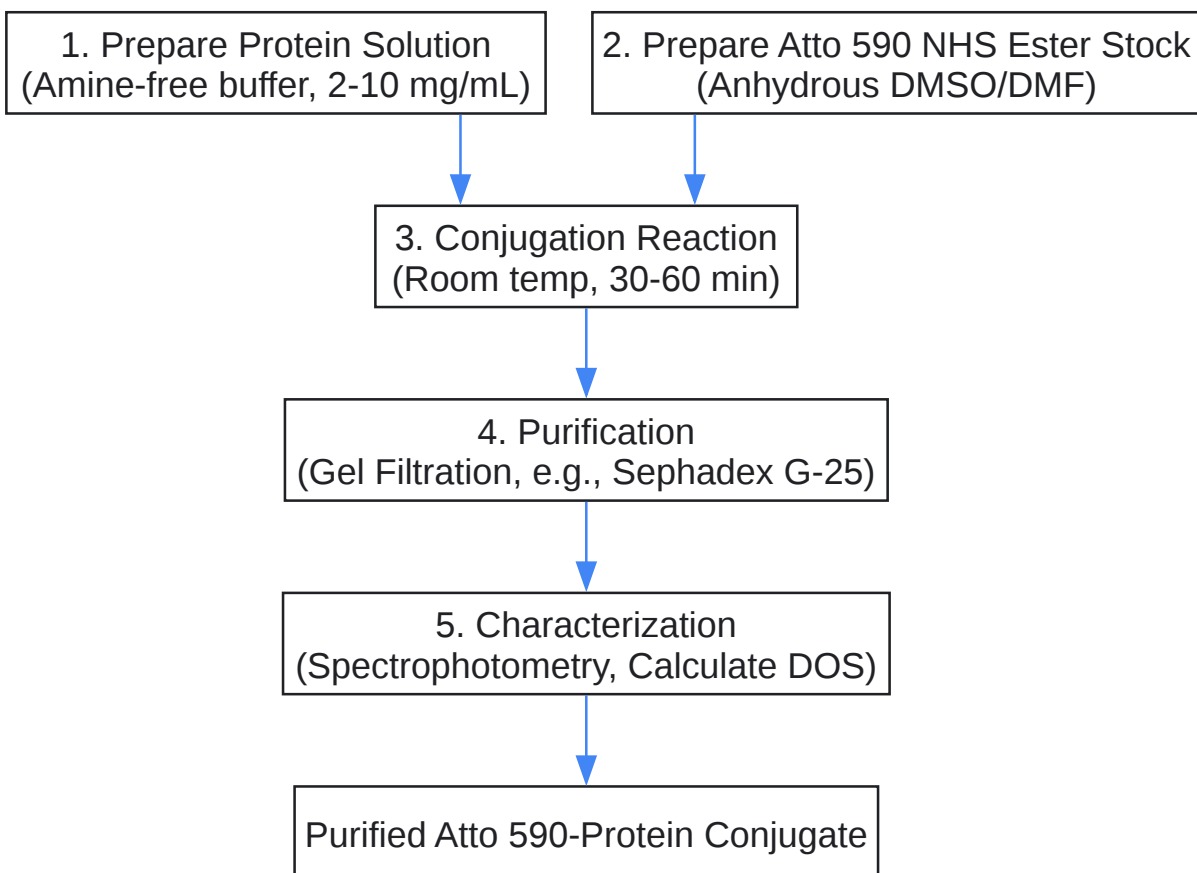 1. Prepare Protein Solution
(Amine-free buffer, 2-10 mg/mL)
2. Prepare Atto 590 NHS Ester Stock
(Anhydrous DMSO/DMF)
3. Conjugation Reaction
(Room temp, 30-60 min)
4. Purification
(Gel Filtration, e.g., Sephadex G-25)
5. Characterization
(Spectrophotometry, Calculate DOS)
Purified Atto 590-Protein Conjugate